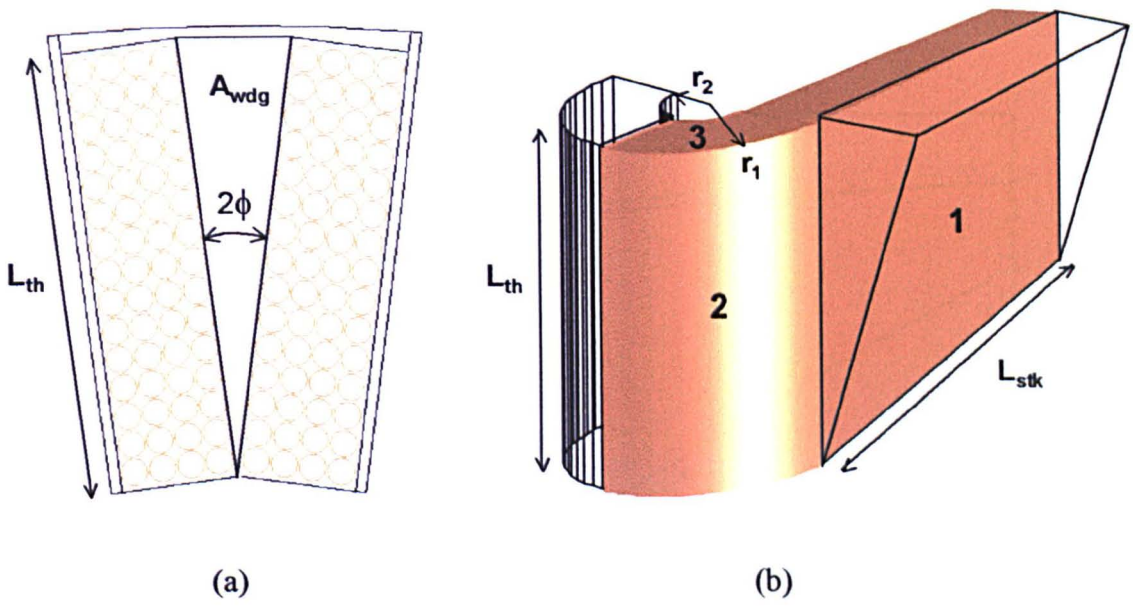 A_wdg
2ϕ
L_th
(a)
r_2
3
r_1
L_th
2
1
L_stk
(b)